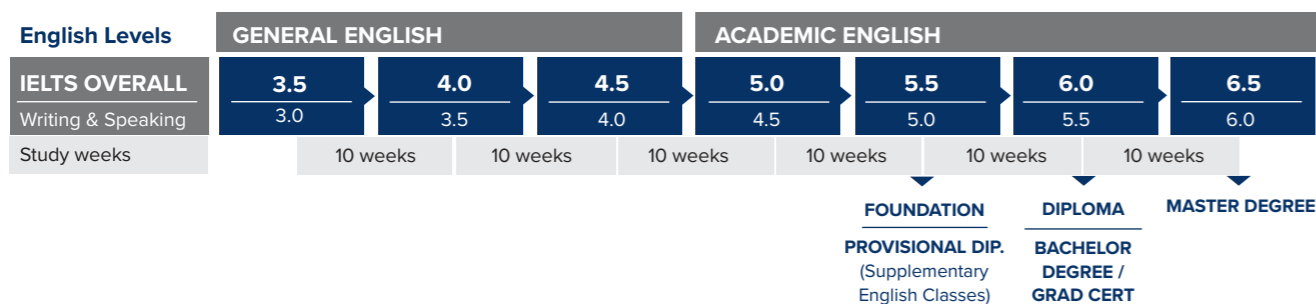 English Levels GENERAL ENGLISH ACADEMIC ENGLISH
IELTS OVERALL 3.5 4.0 4.5 5.0 5.5 6.0 6.5
Writing & Speaking 3.0 3.5 4.0 4.5 5.0 5.5 6.0
Study weeks 10 weeks 10 weeks 10 weeks 10 weeks 10 weeks 10 weeks
FOUNDATION
PROVISIONAL DIP.
(Supplementary
English Classes)
DIPLOMA
BACHELOR
DEGREE /
GRAD CERT
MASTER DEGREE